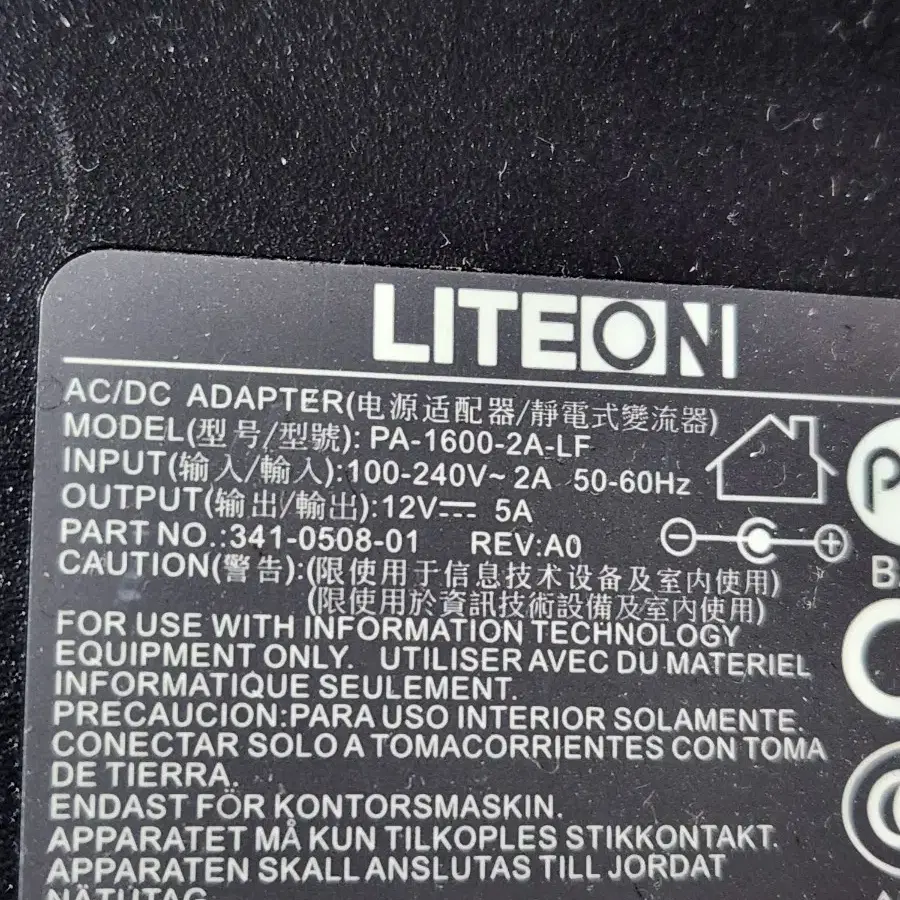 LITEON
AC/DC ADAPTER(电源适配器/靜電式變流器)
MODEL(型号/型號): PA-1600-2A-LF
INPUT(输入/輸入):100-240V~2A 50-60Hz
OUTPUT(输出/輸出):12V⎓ 5A
PART NO.:341-0508-01 REV:A0
CAUTION(警告):(限使用于信息技术设备及室内使用)
(限使用於資訊技術設備及室內使用)
FOR USE WITH INFORMATION TECHNOLOGY
EQUIPMENT ONLY. UTILISER AVEC DU MATERIEL
INFORMATIQUE SEULEMENT.
PRECAUCION:PARA USO INTERIOR SOLAMENTE.
CONECTAR SOLO A TOMACORRIENTES CON TOMA
DE TIERRA.
ENDAST FÖR KONTORSMASKIN.
APPARATET MÅ KUN TILKOPLES STIKKONTAKT.
APPARATEN SKALL ANSLUTAS TILL JORDAT
NÄTUTAG